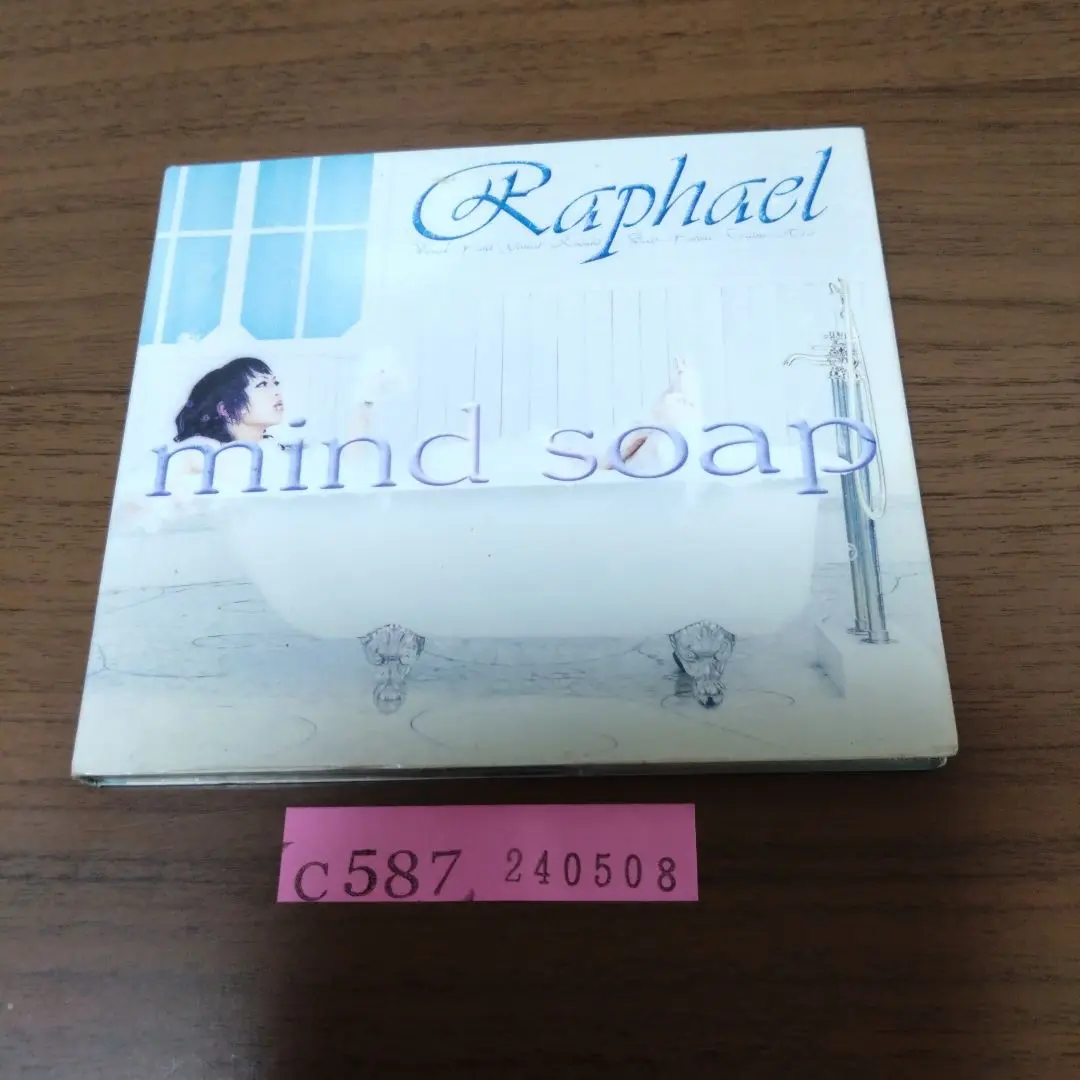 Raphael
mind soap
C587 240508